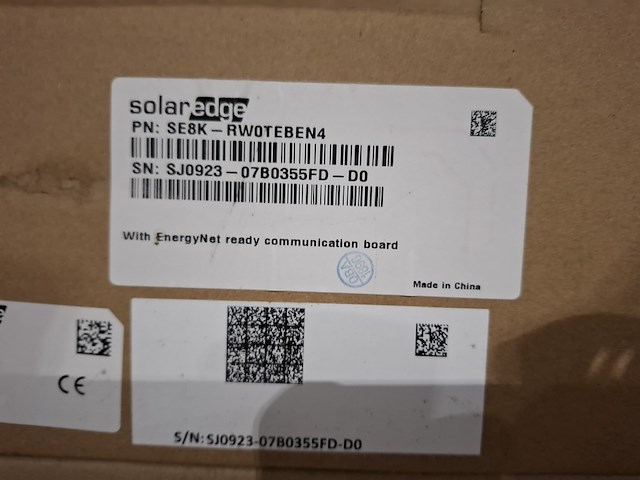 solaredge
PN: SE8K-RW0TEBEN4
SN: SJ0923-07B0355FD-D0
With EnergyNet ready communication board
Made in China
CE
S/N:SJ0923-07B0355FD-D0